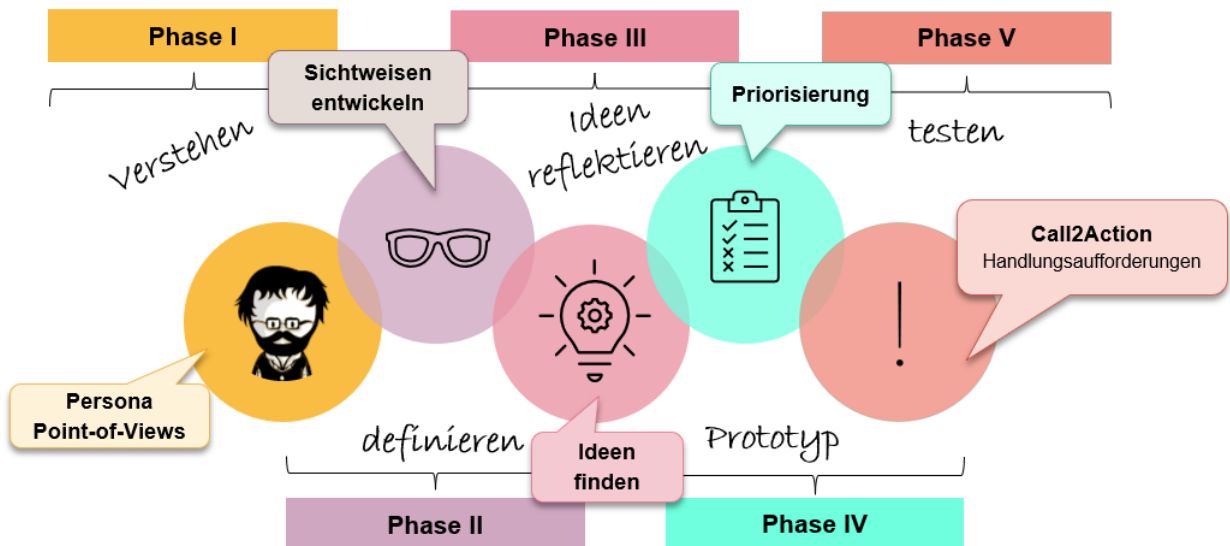 Phase I
Phase III
Phase V
Sichtweisen
entwickeln
Priorisierung
verstehen
Ideen
reflektieren
testen
Call2Action
Handlungsaufforderungen
Persona
Point-of-Views
definieren
Ideen
finden
Prototyp
Phase II
Phase IV